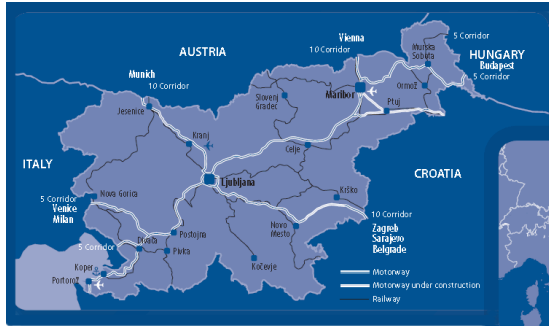 Vienna
10 Corridor
5 Corridor
AUSTRIA
Murska
Sobota
HUNGARY
Budapest
5 Corridor
Munich
10 Corridor
Jesenice
Slovenj
Gradec
Maribor
Ormož
Ptuj
Kranj
Celje
ITALY
Ljubljana
CROATIA
5 Corridor
Nova Gorica
Venice
Milan
Krško
10 Corridor
Novo
Mesto
Zagreb
Sarajevo
Belgrade
5 Corridor
Divača
Postojna
Pivka
Kočevje
Koper
Portorož
Motorway
Motorway under construction
Railway